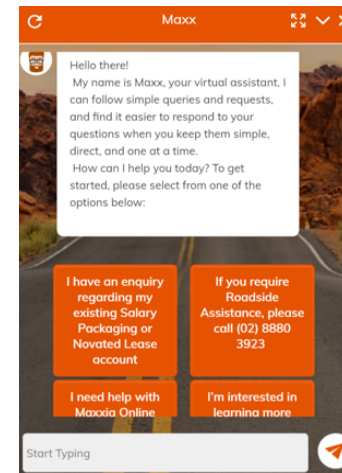 Maxx
Hello there!
My name is Maxx, your virtual assistant. I
can follow simple queries and requests,
and find it easier to respond to your
questions when you keep them simple,
direct, and one at a time.
How can I help you today? To get
started, please select from one of the
options below:
I have an enquiry
regarding my
existing Salary
Packaging or
Novated Lease
account
If you require
Roadside
Assistance, please
call (02) 8880
3923
I need help with
Maxxia Online
I'm interested in
learning more
Start Typing